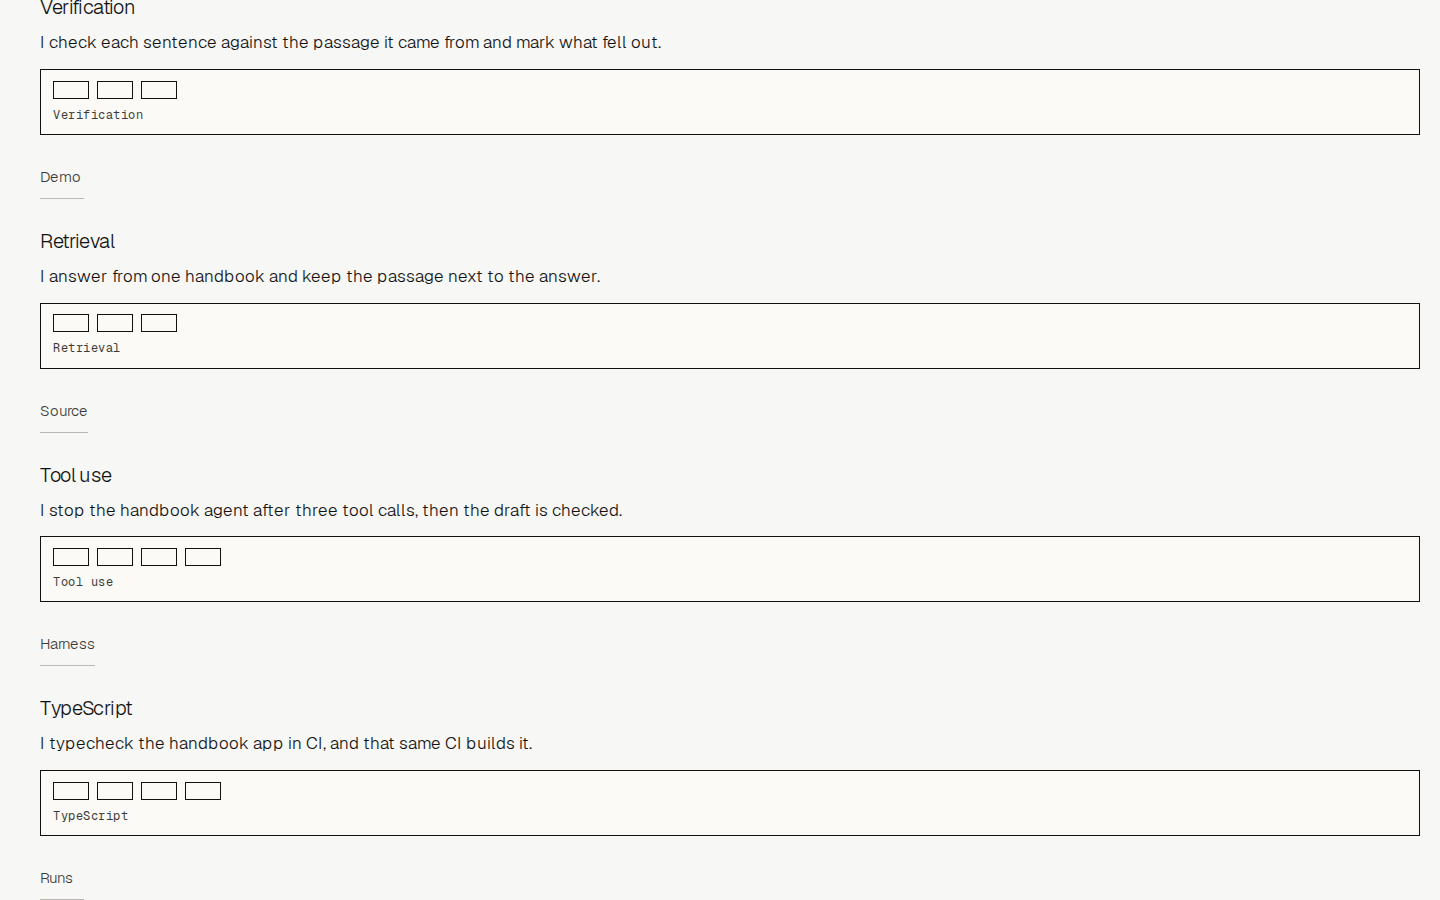 Verification
I check each sentence against the passage it came from and mark what fell out.
Verification
Demo
Retrieval
I answer from one handbook and keep the passage next to the answer.
Retrieval
Source
Tool use
I stop the handbook agent after three tool calls, then the draft is checked.
Tool use
Harness
TypeScript
I typecheck the handbook app in CI, and that same CI builds it.
TypeScript
Runs